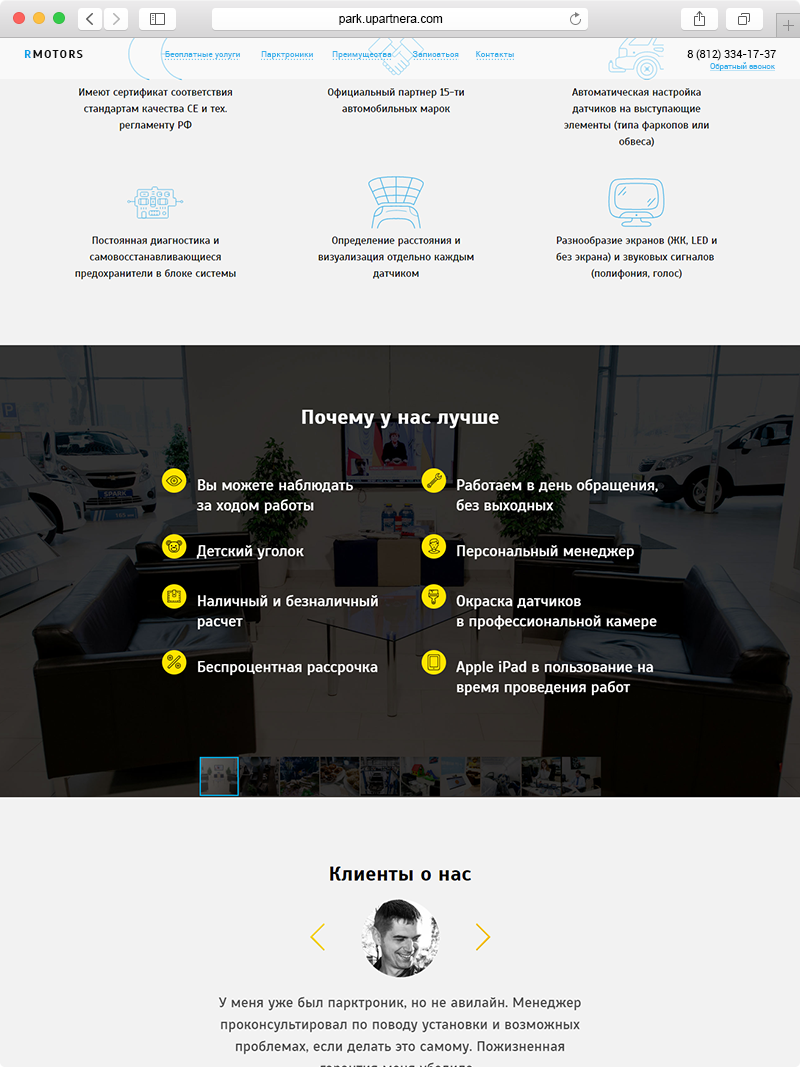 park.upartnera.com
RMOTORS
Бесплатные услуги Парктроники Преимущества Записаться Контакты
8 (812) 334-17-37
Обратный звонок
Имеют сертификат соответствия
стандартам качества CE и тех.
регламенту РФ
Официальный партнер 15-ти
автомобильных марок
Автоматическая настройка
датчиков на выступающие
элементы (типа фаркопов или
обвеса)
Постоянная диагностика и
самовосстанавливающиеся
предохранители в блоке системы
Определение расстояния и
визуализация отдельно каждым
датчиком
Разнообразие экранов (ЖК, LED и
без экрана) и звуковых сигналов
(полифония, голос)
Почему у нас лучше
Вы можете наблюдать
за ходом работы
Работаем в день обращения,
без выходных
Детский уголок
Персональный менеджер
Наличный и безналичный
расчет
Окраска датчиков
в профессиональной камере
Беспроцентная рассрочка
Apple iPad в пользование на
время проведения работ
SPARK
Клиенты о нас
У меня уже был парктроник, но не авилайн. Менеджер
проконсультировал по поводу установки и возможных
проблемах, если делать это самому. Пожизненная
гарантия меня убедила